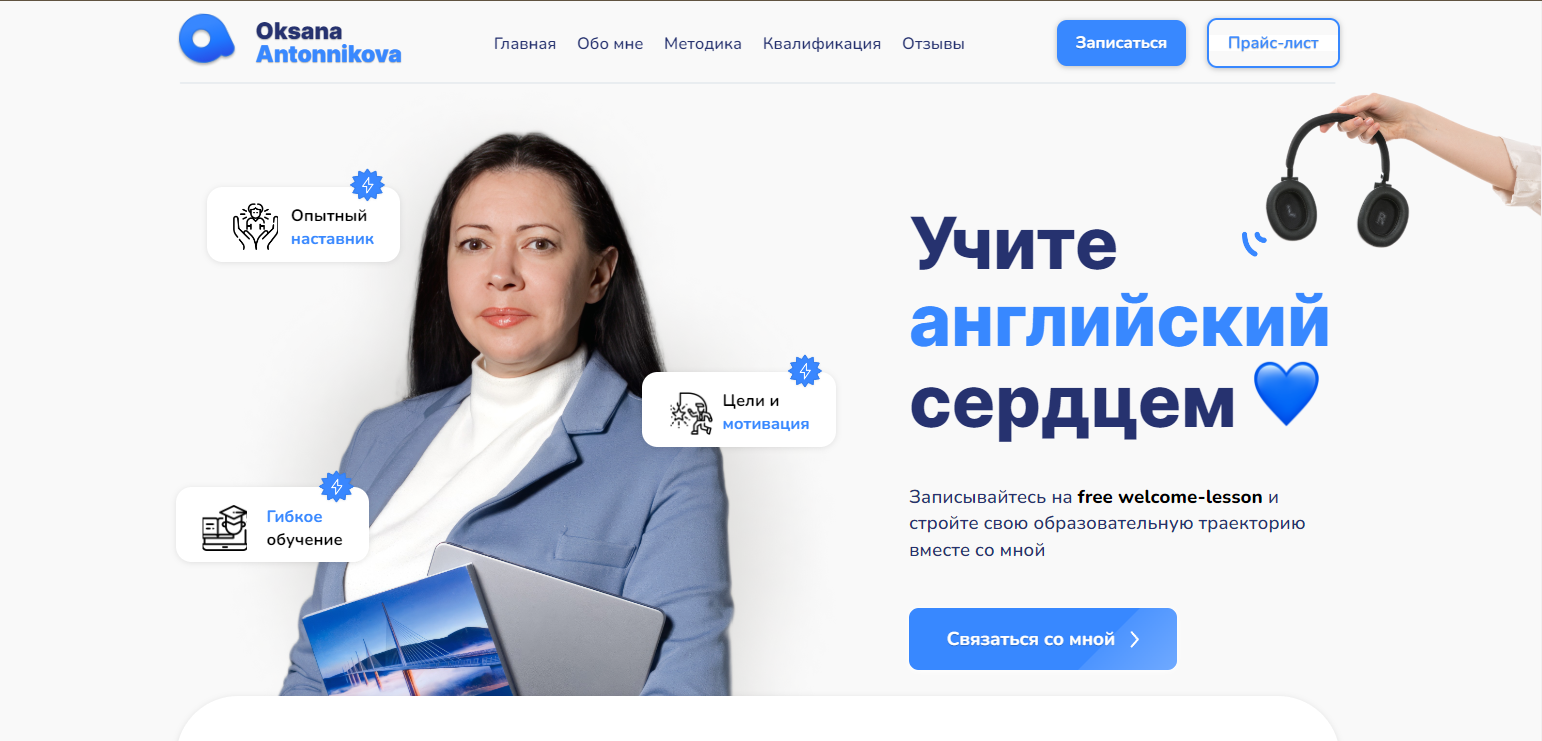 Oksana
Antonnikova
Главная Обо мне Методика Квалификация Отзывы
Записаться
Прайс-лист
Опытный
наставник
Учите
английский
сердцем 💙
Цели и
мотивация
Гибкое
обучение
Записывайтесь на free welcome-lesson и
стройте свою образовательную траекторию
вместе со мной
Связаться со мной